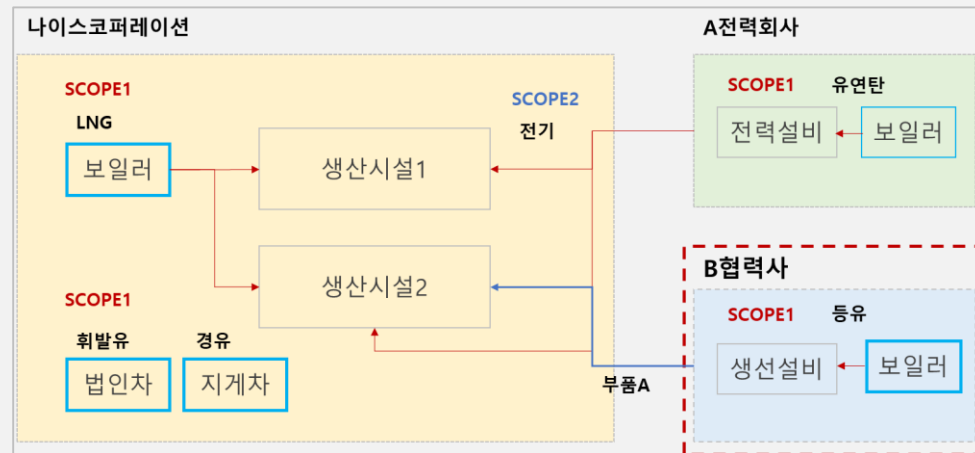 나이스코퍼레이션
A전력회사
SCOPE1
LNG
보일러
SCOPE2
전기
생산시설1
SCOPE1
유연탄
전력설비
보일러
생산시설2
B협력사
SCOPE1
휘발유
경유
법인차
지게차
부품A
SCOPE1
등유
생선설비
보일러